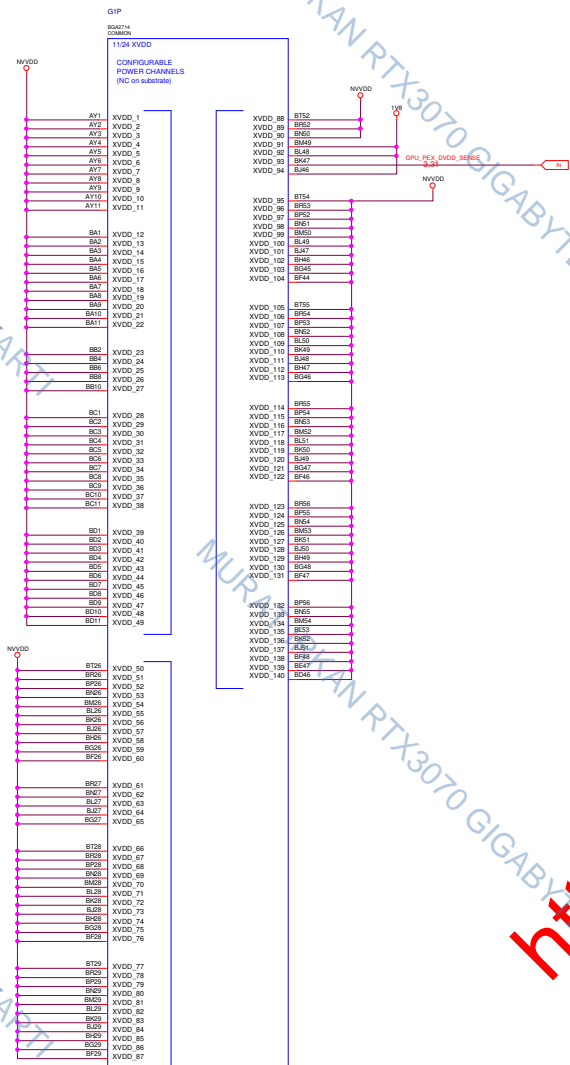 G1P
BGA2714
COMMON
11/24 XVDD
CONFIGURABLE
POWER CHANNELS
(NC on substrate)
NVVDD
AY1 XVDD_1
AY2 XVDD_2
AY3 XVDD_3
AY4 XVDD_4
AY5 XVDD_5
AY6 XVDD_6
AY7 XVDD_7
AY8 XVDD_8
AY9 XVDD_9
AY10 XVDD_10
AY11 XVDD_11
BA1 XVDD_12
BA2 XVDD_13
BA3 XVDD_14
BA4 XVDD_15
BA5 XVDD_16
BA6 XVDD_17
BA7 XVDD_18
BA8 XVDD_19
BA9 XVDD_20
BA10 XVDD_21
BA11 XVDD_22
BB2 XVDD_23
BB4 XVDD_24
BB6 XVDD_25
BB8 XVDD_26
BB10 XVDD_27
BC1 XVDD_28
BC2 XVDD_29
BC3 XVDD_30
BC4 XVDD_31
BC5 XVDD_32
BC6 XVDD_33
BC7 XVDD_34
BC8 XVDD_35
BC9 XVDD_36
BC10 XVDD_37
BC11 XVDD_38
BD1 XVDD_39
BD2 XVDD_40
BD3 XVDD_41
BD4 XVDD_42
BD5 XVDD_43
BD6 XVDD_44
BD7 XVDD_45
BD8 XVDD_46
BD9 XVDD_47
BD10 XVDD_48
BD11 XVDD_49
NVVDD
BT26 XVDD_50
BR26 XVDD_51
BP26 XVDD_52
BN26 XVDD_53
BM26 XVDD_54
BL26 XVDD_55
BK26 XVDD_56
BJ26 XVDD_57
BH26 XVDD_58
BG26 XVDD_59
BF26 XVDD_60
BR27 XVDD_61
BN27 XVDD_62
BL27 XVDD_63
BJ27 XVDD_64
BG27 XVDD_65
BT28 XVDD_66
BR28 XVDD_67
BP28 XVDD_68
BN28 XVDD_69
BM28 XVDD_70
BL28 XVDD_71
BK28 XVDD_72
BJ28 XVDD_73
BH28 XVDD_74
BG28 XVDD_75
BF28 XVDD_76
BT29 XVDD_77
BR29 XVDD_78
BP29 XVDD_79
BN29 XVDD_80
BM29 XVDD_81
BL29 XVDD_82
BK29 XVDD_83
BJ29 XVDD_84
BH29 XVDD_85
BG29 XVDD_86
BF29 XVDD_87
NVVDD
1V8
XVDD_88 BT52
XVDD_89 BR52
XVDD_90 BN50
XVDD_91 BM49
XVDD_92 BL48
XVDD_93 BK47
XVDD_94 BJ46
GPU_PEX_DVDD_SENSE
3,31
IN
NVVDD
XVDD_95 BT54
XVDD_96 BR53
XVDD_97 BP52
XVDD_98 BN51
XVDD_99 BM50
XVDD_100 BL49
XVDD_101 BJ47
XVDD_102 BH46
XVDD_103 BG45
XVDD_104 BF44
XVDD_105 BT55
XVDD_106 BR54
XVDD_107 BP53
XVDD_108 BN52
XVDD_109 BL50
XVDD_110 BK49
XVDD_111 BJ48
XVDD_112 BH47
XVDD_113 BG46
XVDD_114 BR55
XVDD_115 BP54
XVDD_116 BN53
XVDD_117 BM52
XVDD_118 BL51
XVDD_119 BK50
XVDD_120 BJ49
XVDD_121 BG47
XVDD_122 BF46
XVDD_123 BR56
XVDD_124 BP55
XVDD_125 BN54
XVDD_126 BM53
XVDD_127 BK51
XVDD_128 BJ50
XVDD_129 BH49
XVDD_130 BG48
XVDD_131 BF47
XVDD_132 BP56
XVDD_133 BN55
XVDD_134 BM54
XVDD_135 BL53
XVDD_136 BK52
XVDD_137 BJ51
XVDD_138 BF48
XVDD_139 BE47
XVDD_140 BD46
RTX3070 GIGABYTE
RTX3070 GIGABYTE
KARTI
KARTI